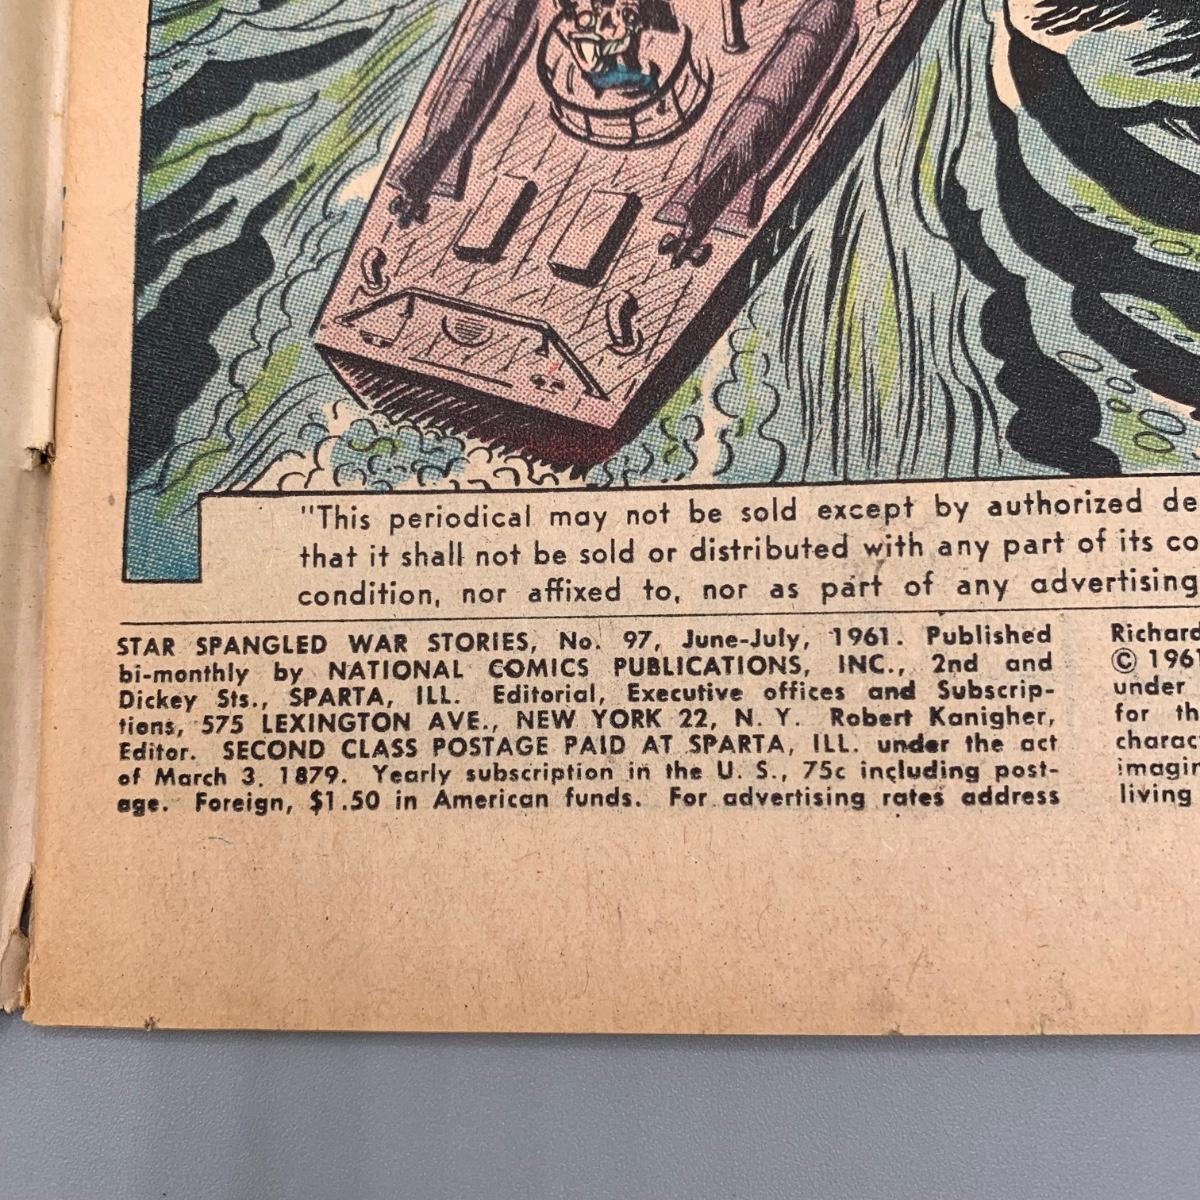 "This periodical may not be sold except by authorized de
that it shall not be sold or distributed with any part of its co
condition, nor affixed to, nor as part of any advertising
STAR SPANGLED WAR STORIES, No. 97, June-July, 1961. Published
bi-monthly by NATIONAL COMICS PUBLICATIONS, INC., 2nd and
Dickey Sts., SPARTA, ILL. Editorial, Executive offices and Subscrip-
tions, 575 LEXINGTON AVE., NEW YORK 22, N. Y. Robert Kanigher,
Editor. SECOND CLASS POSTAGE PAID AT SPARTA, ILL. under the act
of March 3, 1879. Yearly subscription in the U. S., 75c including post-
age. Foreign, $1.50 in American funds. For advertising rates address
Richard
© 1961
under
for th
charac
imagin
living